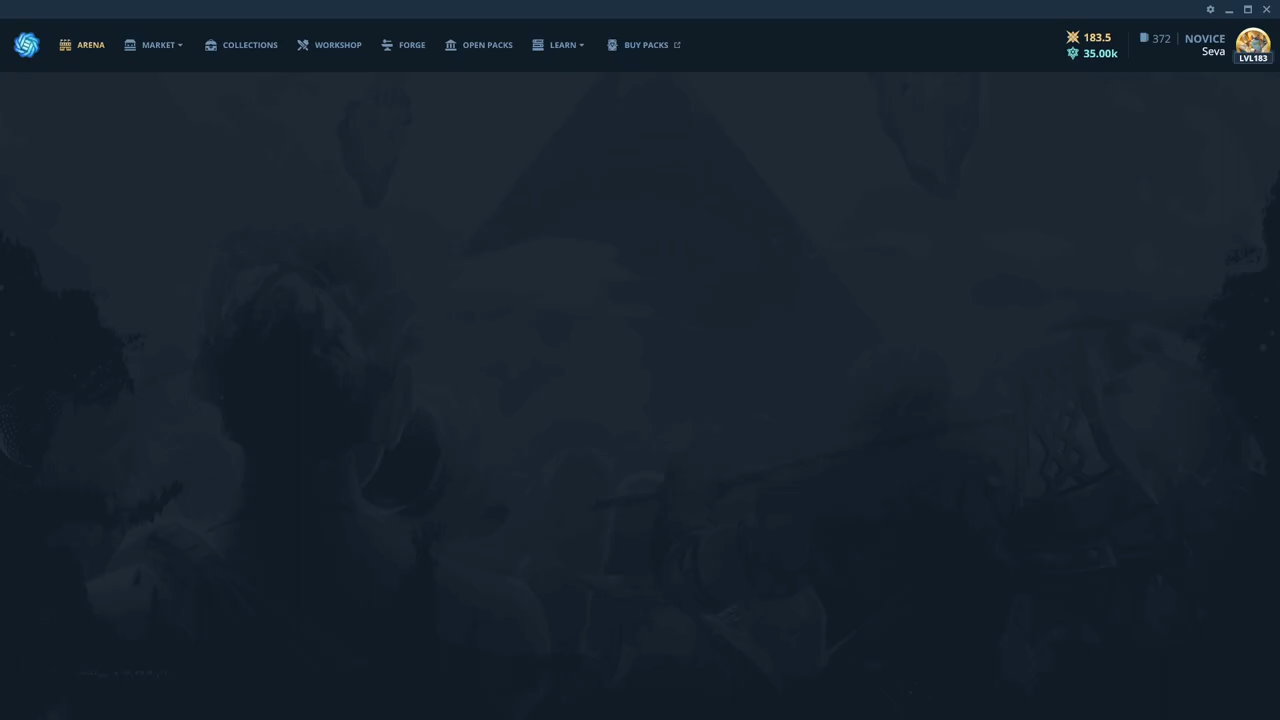 ARENA
MARKET
COLLECTIONS
WORKSHOP
FORGE
OPEN PACKS
LEARN
BUY PACKS
183.5
35.00k
372
NOVICE
Seva
LVL183